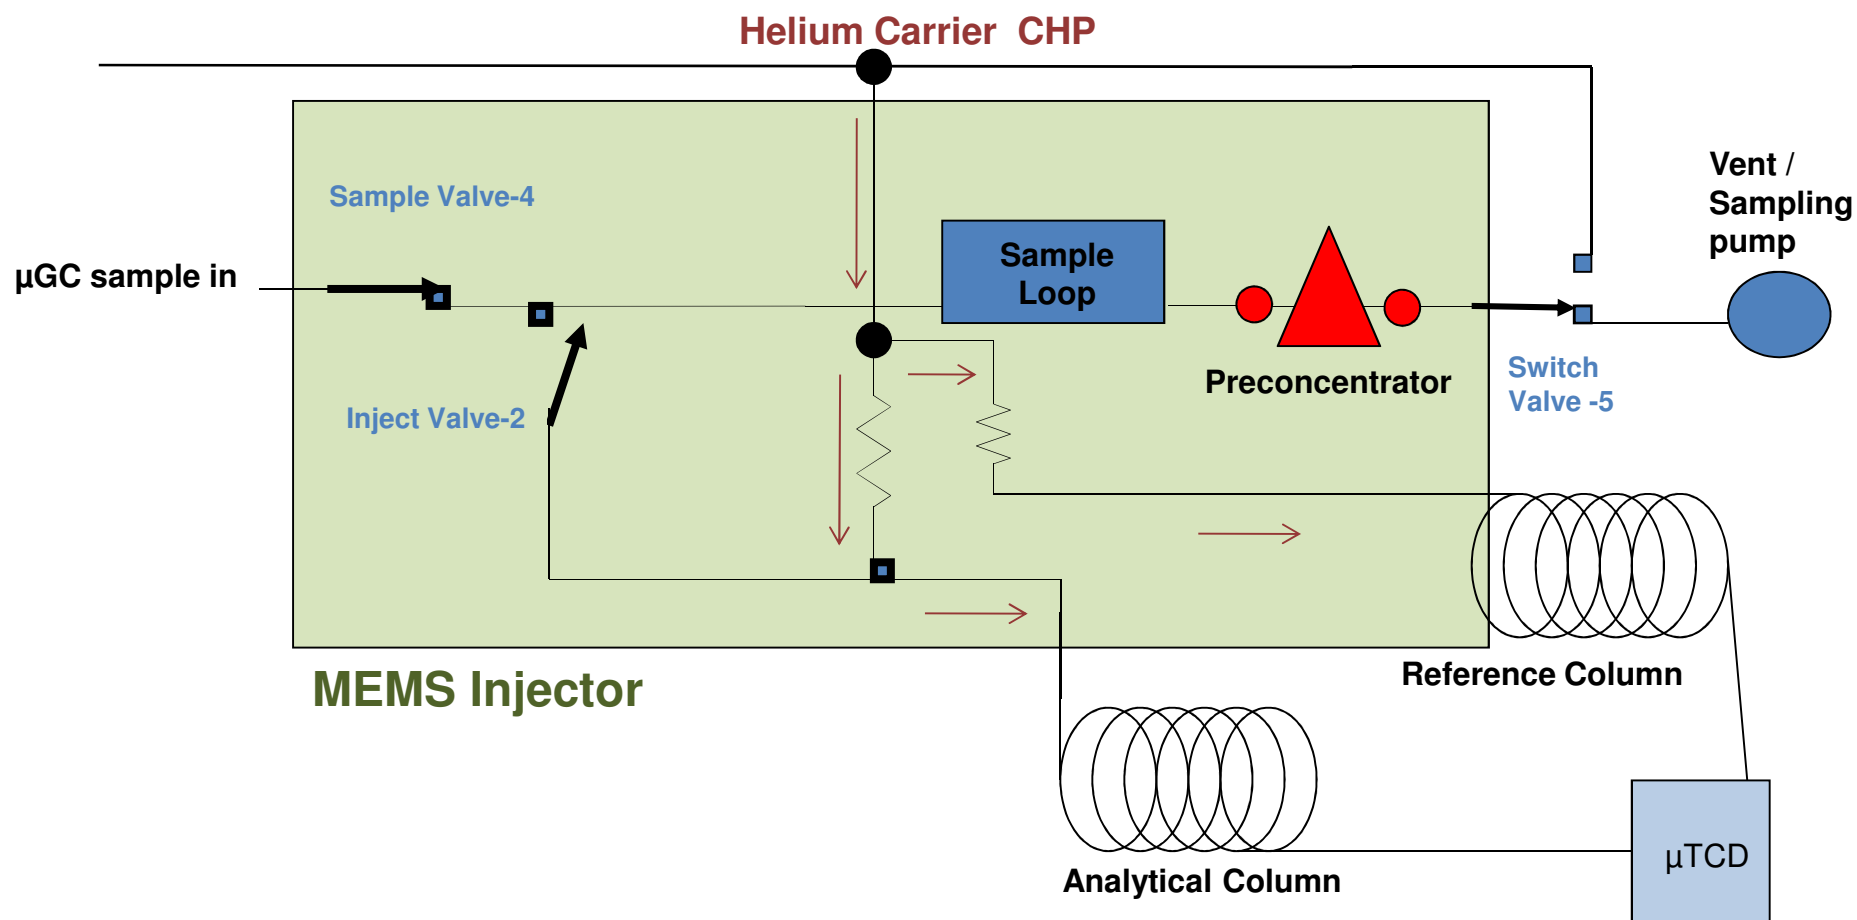 Helium Carrier CHP
Vent /
Sampling
pump
Sample Valve-4
µGC sample in
Sample
Loop
Preconcentrator
Switch
Valve -5
Inject Valve-2
MEMS Injector
Reference Column
Analytical Column
µTCD